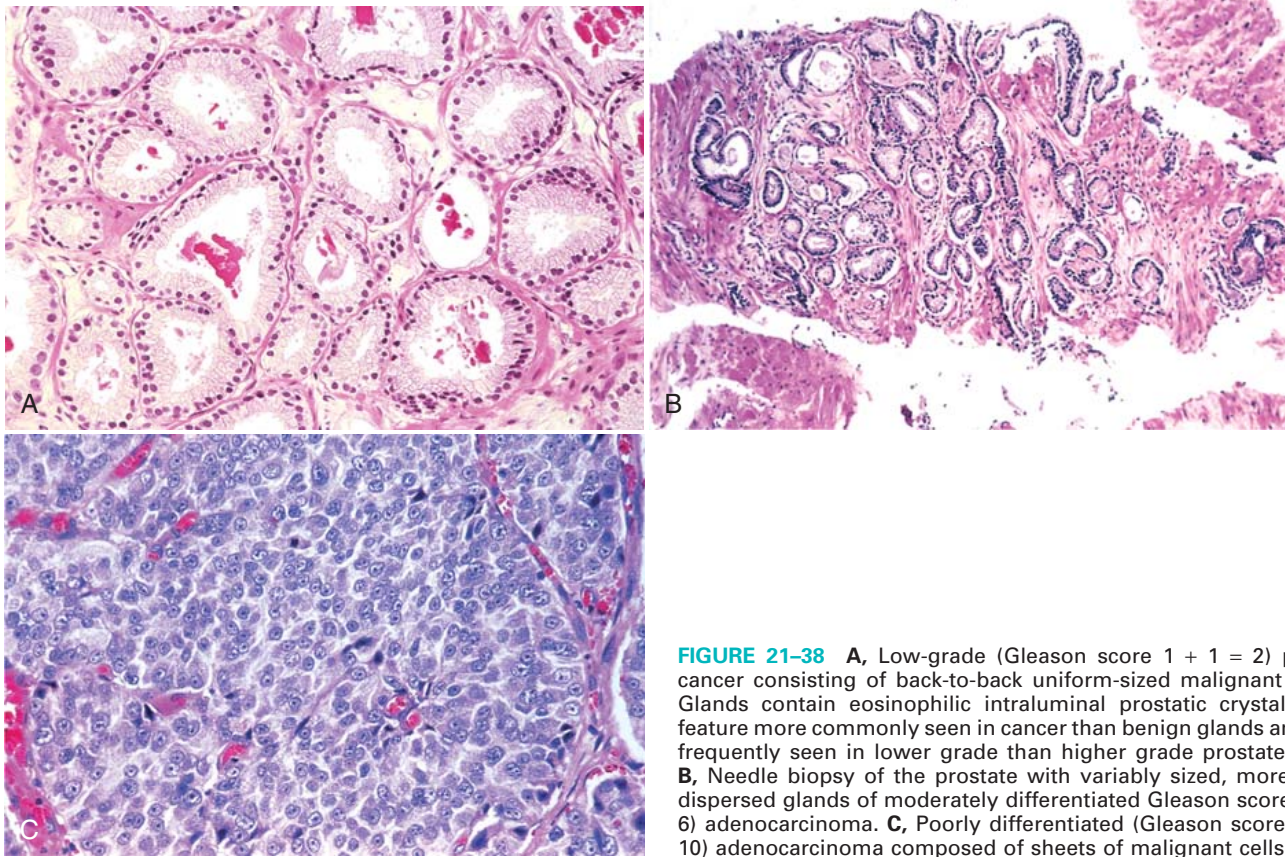 A
B
C
FIGURE 21–38 A, Low-grade (Gleason score 1 + 1 = 2)
cancer consisting of back-to-back uniform-sized malignant
Glands contain eosinophilic intraluminal prostatic crystal
feature more commonly seen in cancer than benign glands
frequently seen in lower grade than higher grade prostate
B, Needle biopsy of the prostate with variably sized, more
dispersed glands of moderately differentiated Gleason score
6) adenocarcinoma. C, Poorly differentiated (Gleason score
10) adenocarcinoma composed of sheets of malignant cells